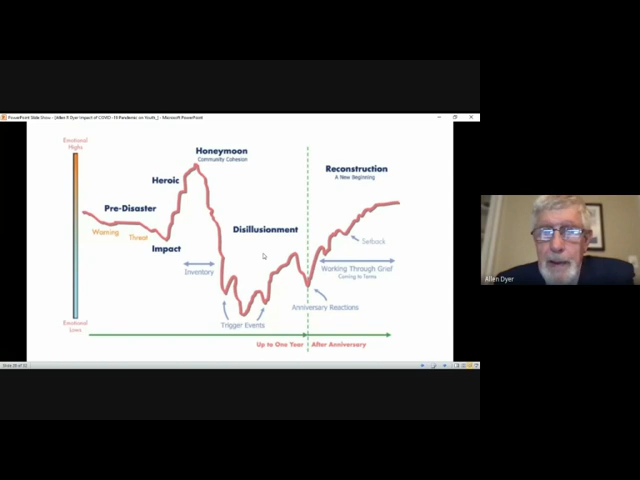 PowerPoint Slide Show - [Allen R Dyer Impact of COVID -19 Pandemic on Youth_] - Microsoft PowerPoint
Emotional
Highs
Honeymoon
Community Cohesion
Reconstruction
A New Beginning
Heroic
Pre-Disaster
Warning
Threat
Disillusionment
Impact
Setback
Inventory
Working Through Grief
Coming to Terms
Anniversary Reactions
Trigger Events
Emotional
Lows
Up to One Year
After Anniversary
Allen Dyer